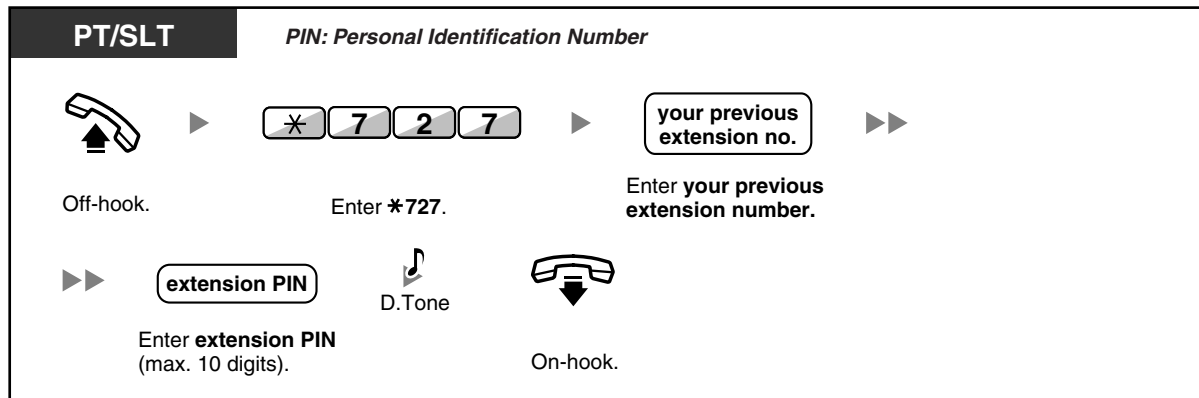 PT/SLT PIN: Personal Identification Number
✳ 7 2 7
your previous
extension no.
Off-hook.
Enter ✳727.
Enter your previous
extension number.
extension PIN
D.Tone
Enter extension PIN
(max. 10 digits).
On-hook.